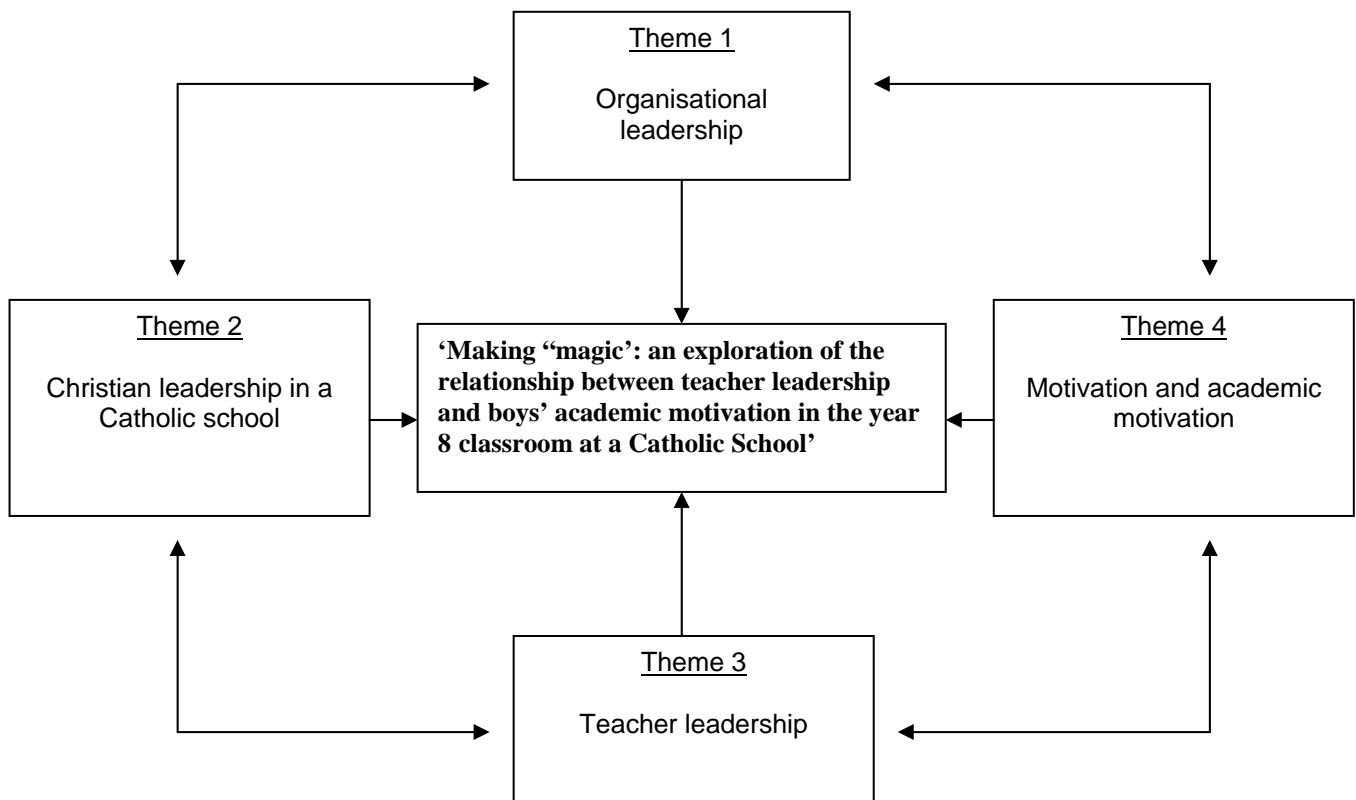 Theme 1
Organisational
leadership
Theme 2
Christian leadership in a
Catholic school
‘Making “magic’: an exploration of the
relationship between teacher leadership
and boys’ academic motivation in the year
8 classroom at a Catholic School’
Theme 4
Motivation and academic
motivation
Theme 3
Teacher leadership